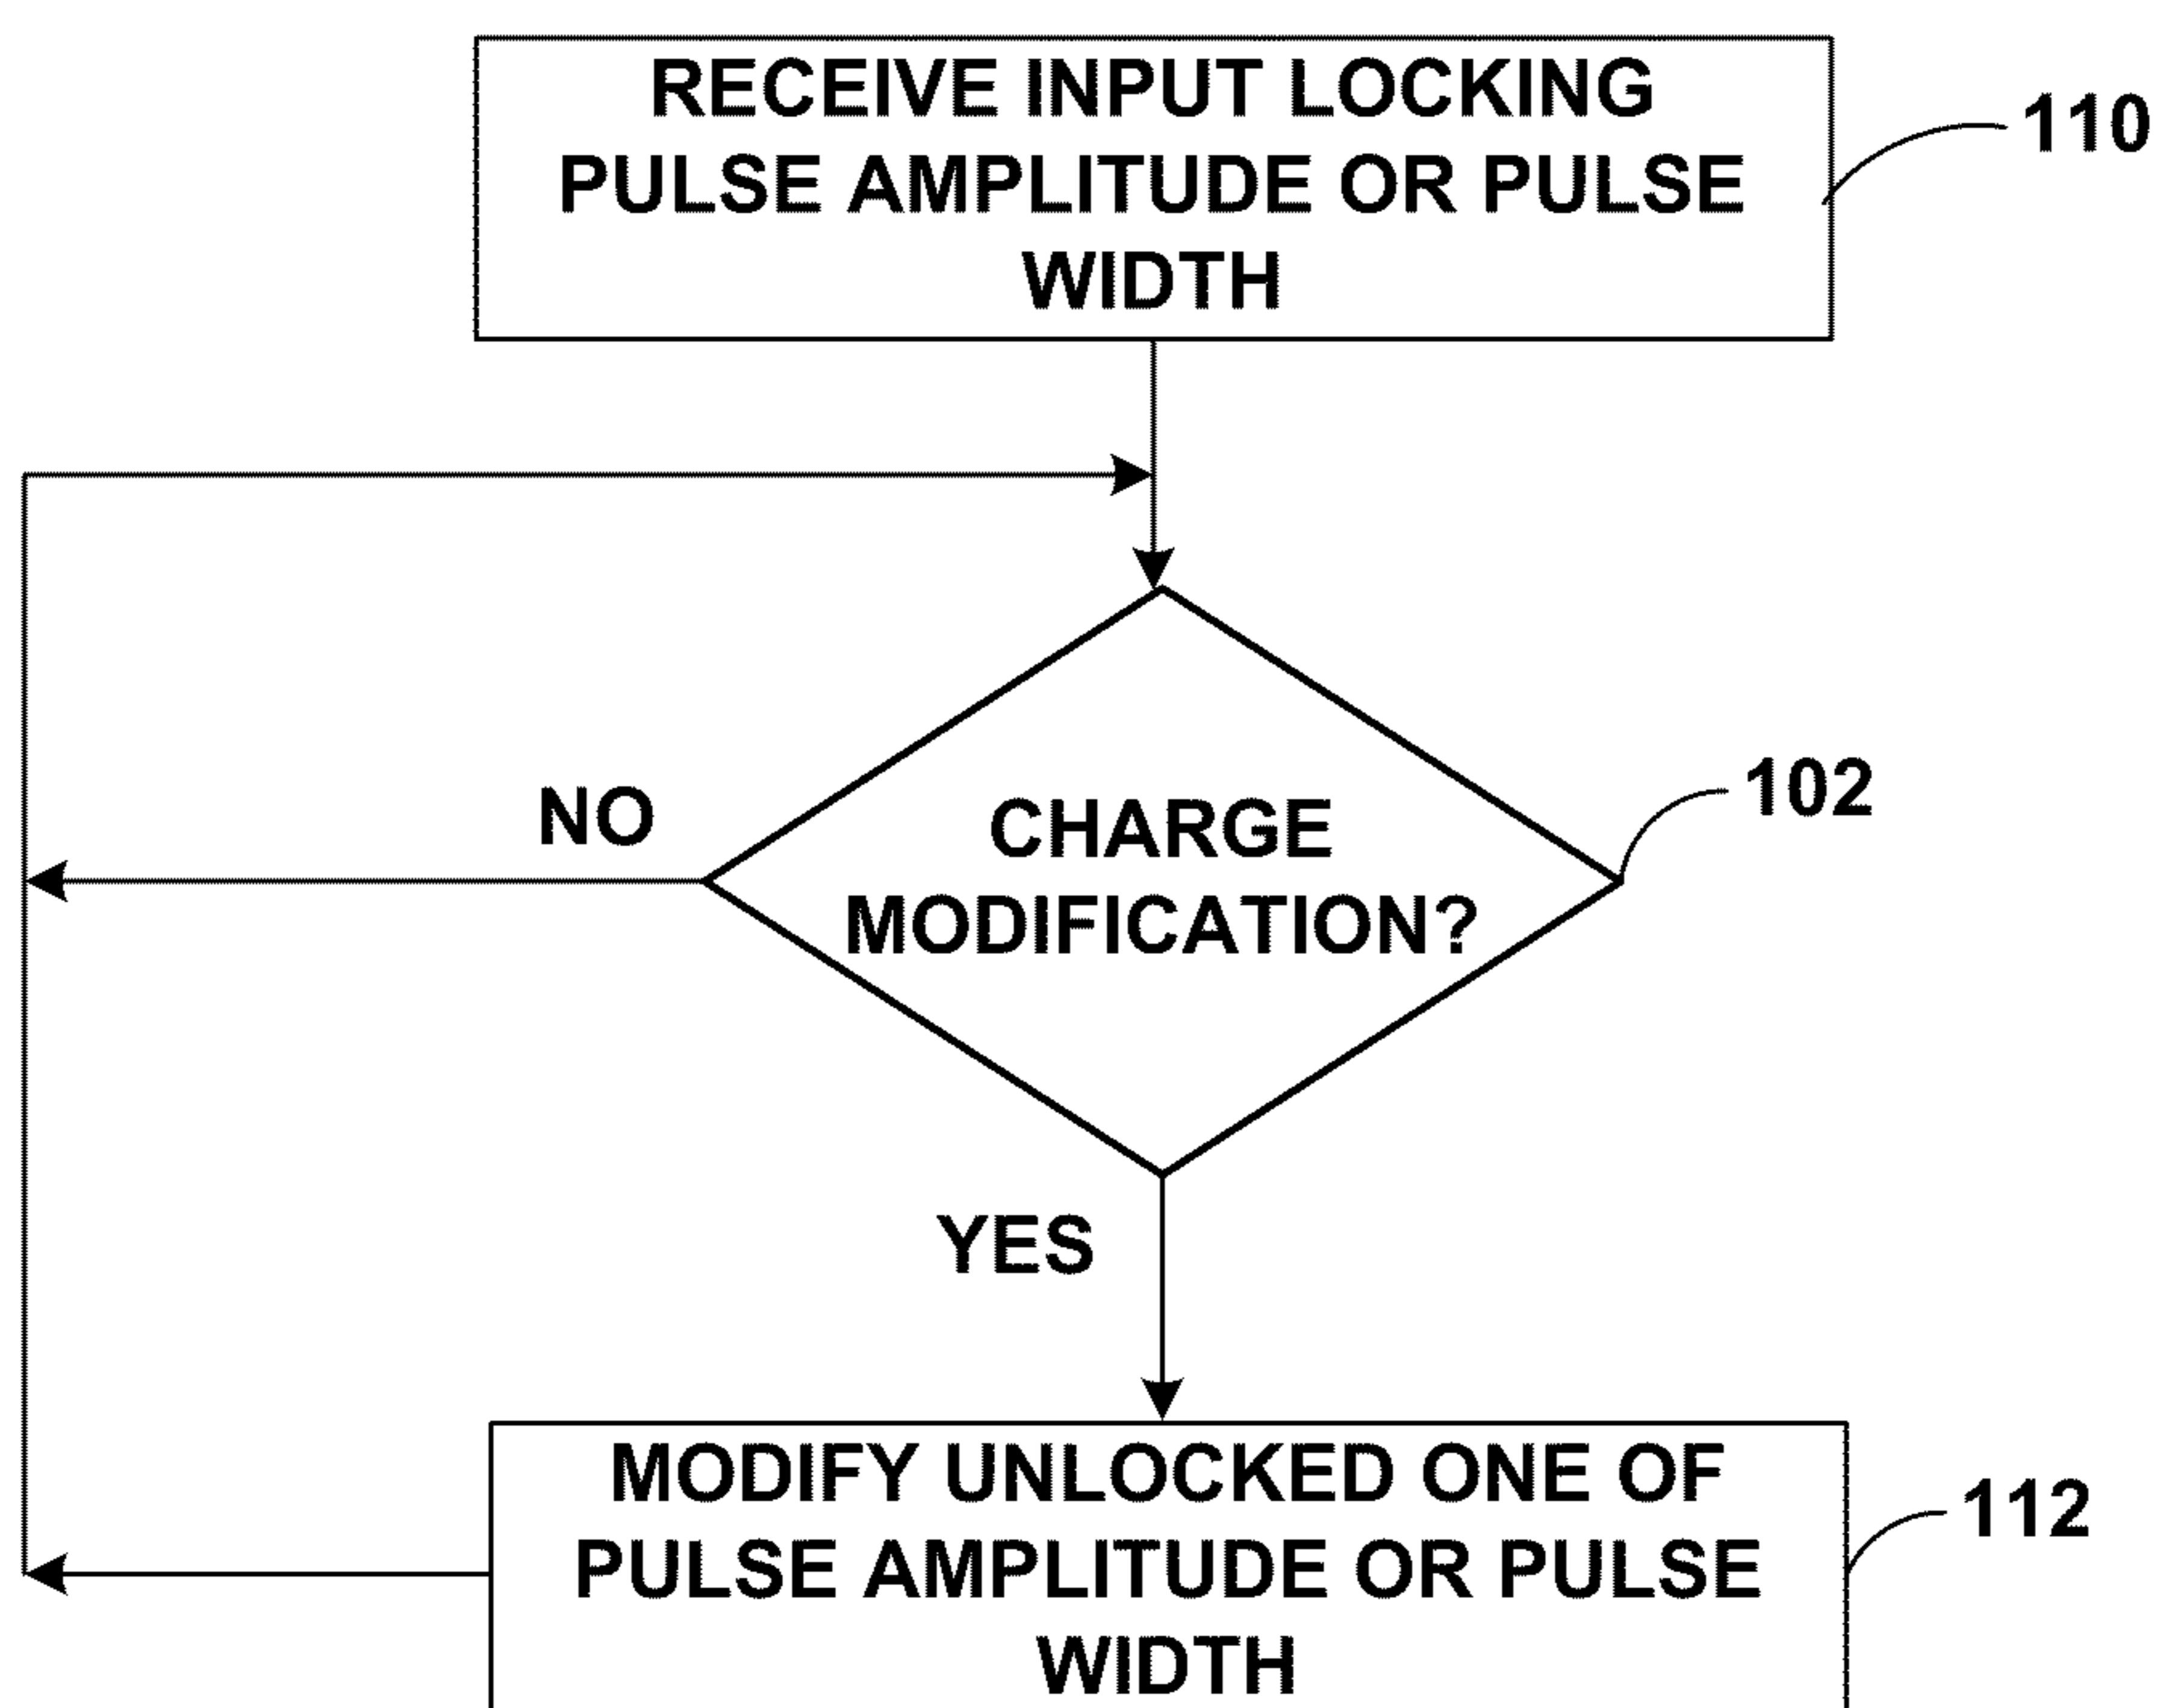 RECEIVE INPUT LOCKING
PULSE AMPLITUDE OR PULSE
WIDTH
110
NO
CHARGE
MODIFICATION?
102
YES
MODIFY UNLOCKED ONE OF
PULSE AMPLITUDE OR PULSE
WIDTH
112